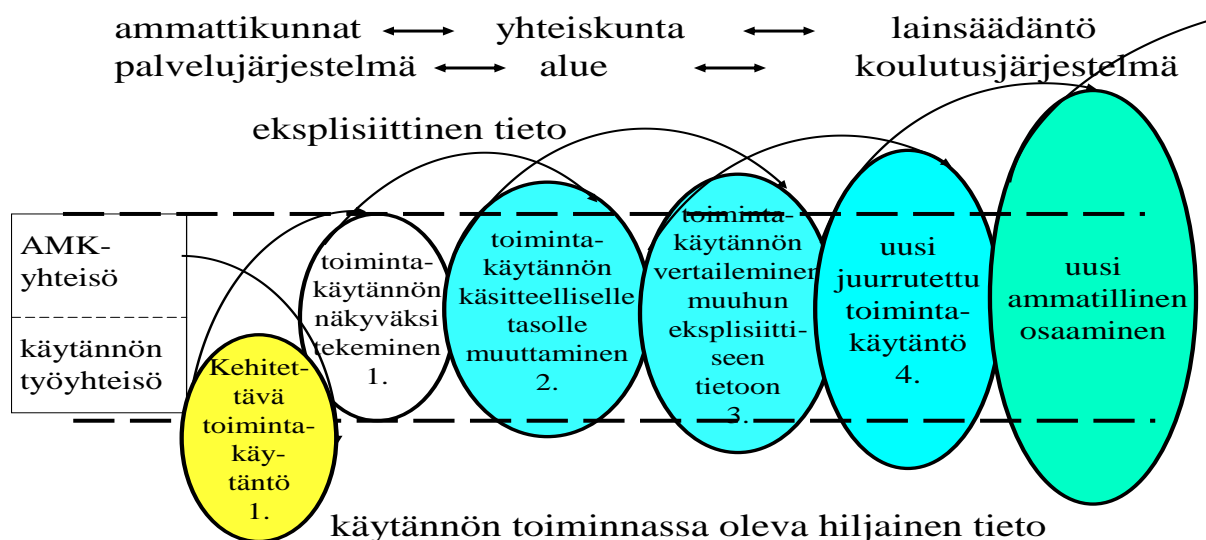 ammattikunnat yhteiskunta lainsäädäntö
palvelujärjestelmä alue koulutusjärjestelmä
eksplisiittinen tieto
AMK-
yhteisö
käytännön
työyhteisö
Kehitet-
tävä
toiminta-
käy-
täntö
1.
toiminta-
käytännön
näkyväksi
tekeminen
1.
toiminta-
käytännön
käsitteelliselle
tasolle
muuttaminen
2.
toiminta-
käytännön
vertaileminen
muuhun
eksplisiitti-
seen
tietoon
3.
uusi
juurrutettu
toiminta-
käytäntö
4.
uusi
ammatillinen
osaaminen
käytännön toiminnassa oleva hiljainen tieto